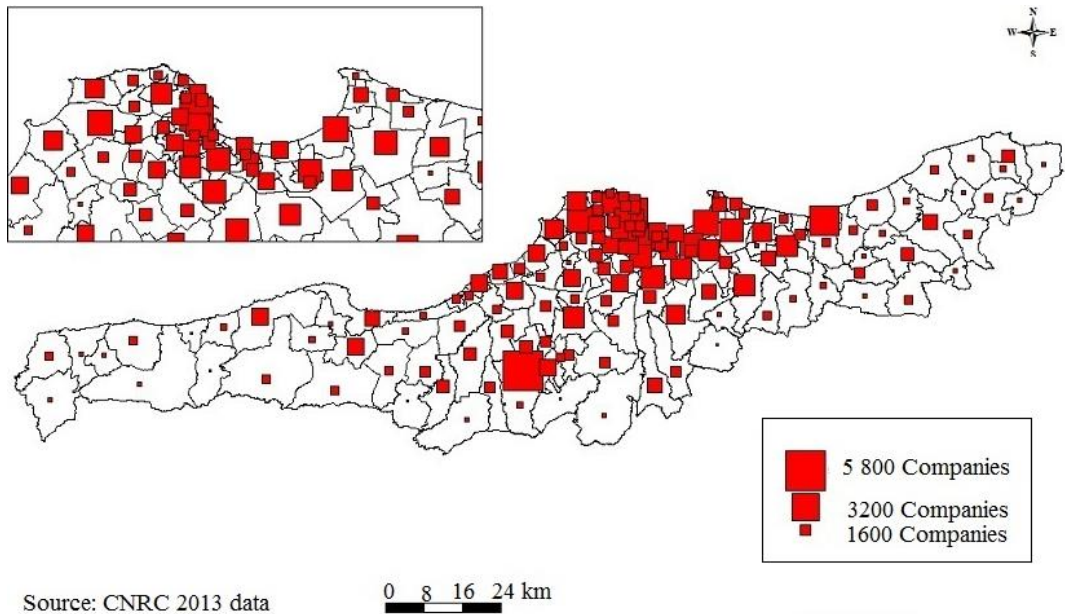 N
W E
S
5 800 Companies
3200 Companies
1600 Companies
0 8 16 24 km
Source: CNRC 2013 data